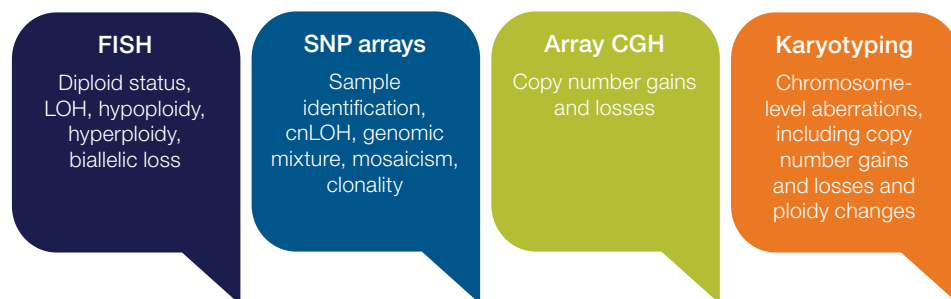 FISH
Diploid status,
LOH, hypoploidy,
hyperploidy,
biallelic loss
SNP arrays
Sample
identification,
cnLOH, genomic
mixture, mosaicism,
clonality
Array CGH
Copy number gains
and losses
Karyotyping
Chromosome-
level aberrations,
including copy
number gains
and losses and
ploidy changes